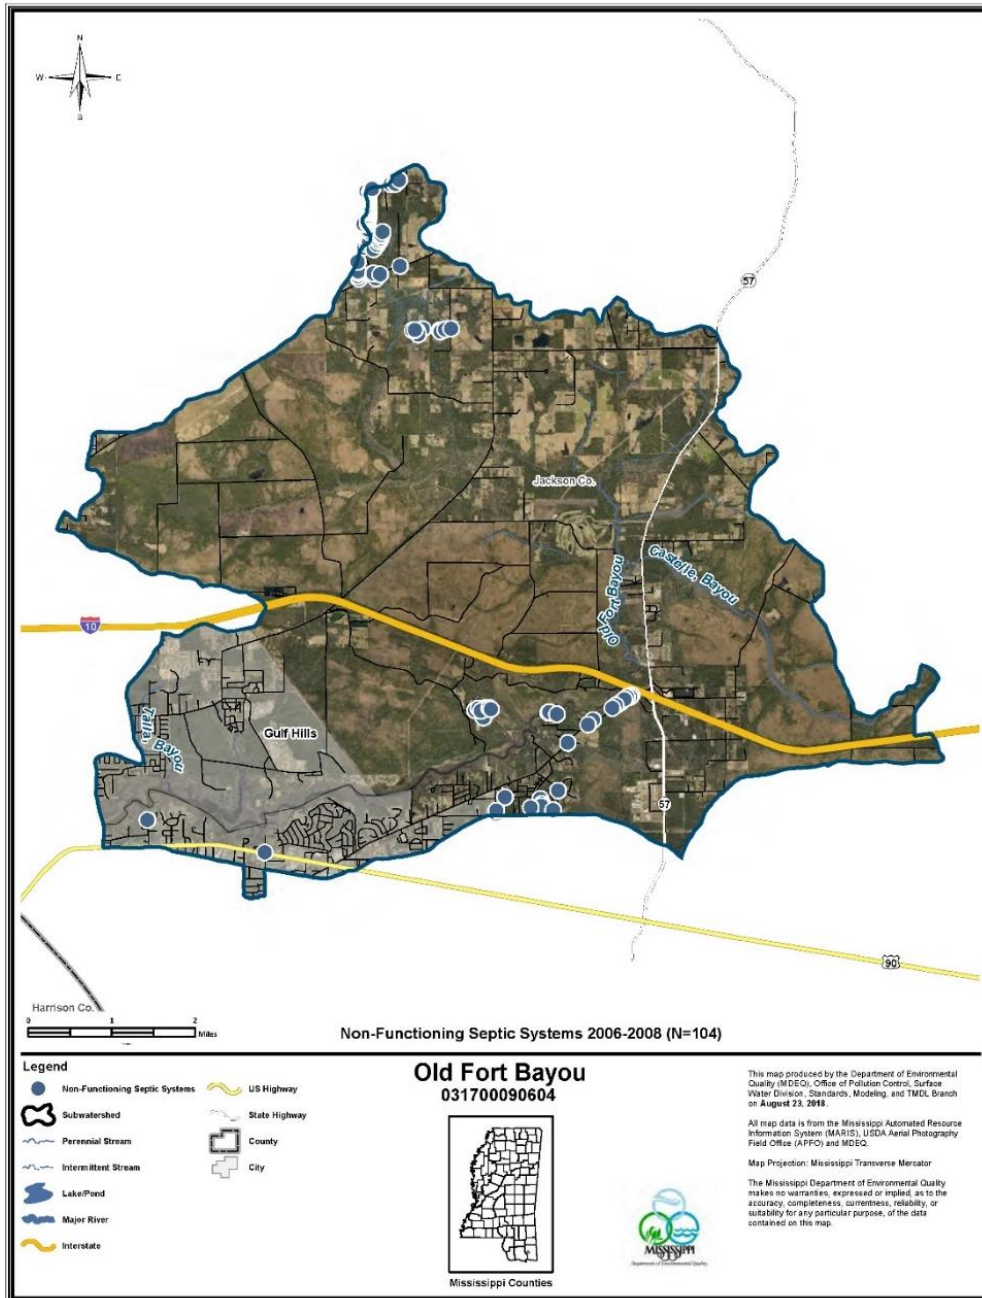 N
W
E
S
57
Jackson Co.
Old Fort Bayou
Caste/le, Bayou
10
Gulf Hills
Tailla, Bayou
57
90
Harrison Co.
0
1
2
Miles
Non-Functioning Septic Systems 2006-2008 (N=104)
Legend
Non-Functioning Septic Systems
Subwatershed
Perennial Stream
Intermittent Stream
Lake/Pond
Major River
Interstate
US Highway
State Highway
County
City
Old Fort Bayou
031700090604
Mississippi Counties
MISSISSIPPI
Department of Environmental Quality
This map produced by the Department of Environmental
Quality (MDEQ), Office of Pollution Control, Surface
Water Division, Standards, Modeling, and TMDL Branch
on August 23, 2018.
All map data is from the Mississippi Automated Resource
Information System (MARIS), USDA Aerial Photography
Field Office (APFO) and MDEQ.
Map Projection: Mississippi Transverse Mercator
The Mississippi Department of Environmental Quality
makes no warranties, expressed or implied, as to the
accuracy, completeness, currentness, reliability, or
suitability for any particular purpose, of the data
contained on this map.